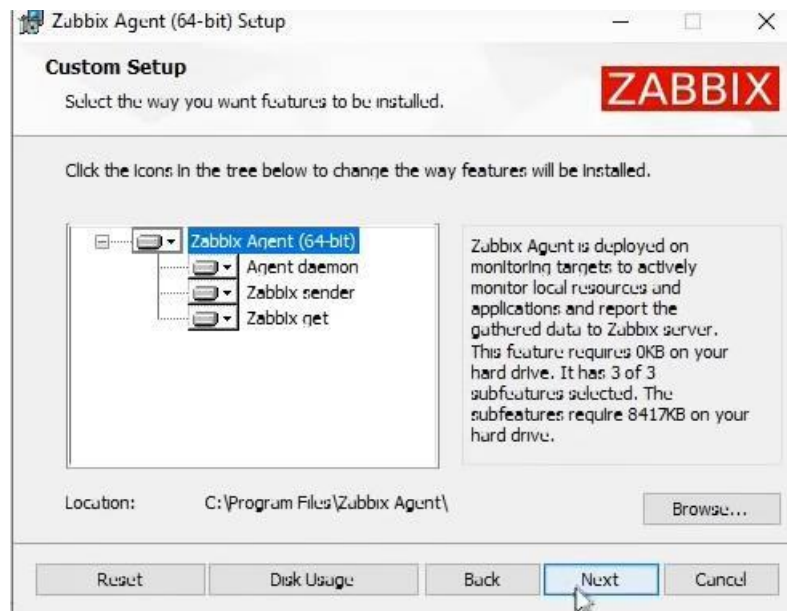 Zabbix Agent (64-bit) Setup
Custom Setup
Select the way you want features to be installed.
ZABBIX
Click the icons in the tree below to change the way features will be installed.
Zabbix Agent (64-bit)
Agent daemon
Zabbix sender
Zabbix get
Zabbix Agent is deployed on
monitoring targets to actively
monitor local resources and
applications and report the
gathered data to Zabbix server.
This feature requires 0KB on your
hard drive. It has 3 of 3
subfeatures selected. The
subfeatures require 8417KB on your
hard drive.
Location: C:\Program Files\Zabbix Agent\
Browse...
Reset Disk Usage Back Next Cancel